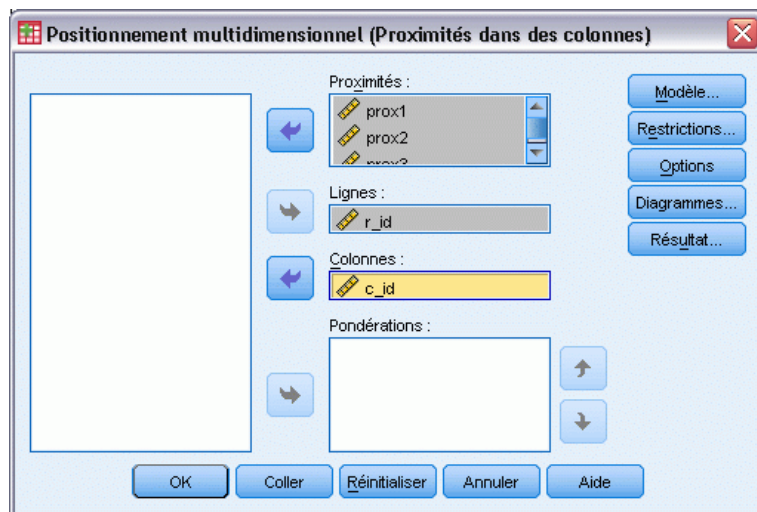 Positionnement multidimensionnel (Proximités dans des colonnes)
Proximités :
prox1
prox2
prox3
Lignes :
r_id
Colonnes :
c_id
Pondérations :
Modèle...
Restrictions...
Options
Diagrammes...
Résultat...
OK
Coller
Réinitialiser
Annuler
Aide